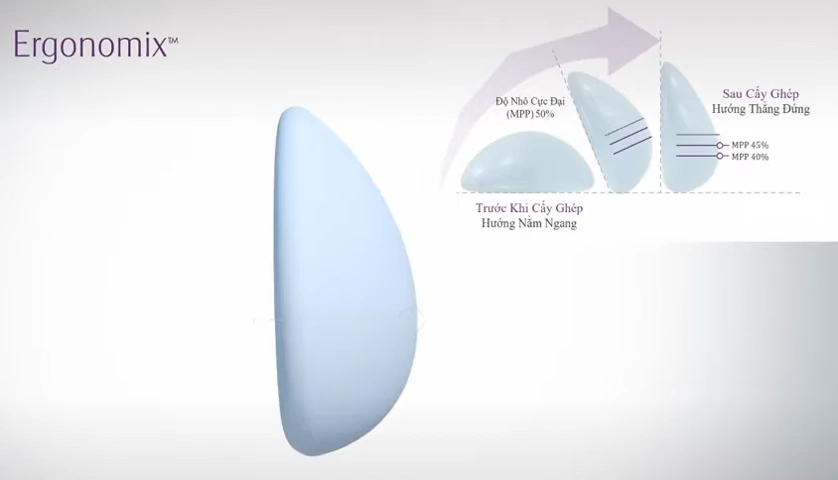 Ergonomix™
Độ Nhô Cực Đại
(MPP) 50%
Sau Cấy Ghép
Hướng Thẳng Đứng
MPP 45%
MPP 40%
Trước Khi Cấy Ghép
Hướng Nằm Ngang